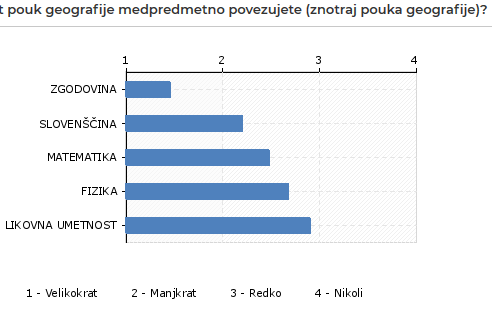 t pouk geografije medpredmetno povezujete (znotraj pouka geografije)?
1 2 3 4
ZGODOVINA
SLOVENŠČINA
MATEMATIKA
FIZIKA
LIKOVNA UMETNOST
1 - Velikokrat 2 - Manjkrat 3 - Redko 4 - Nikoli